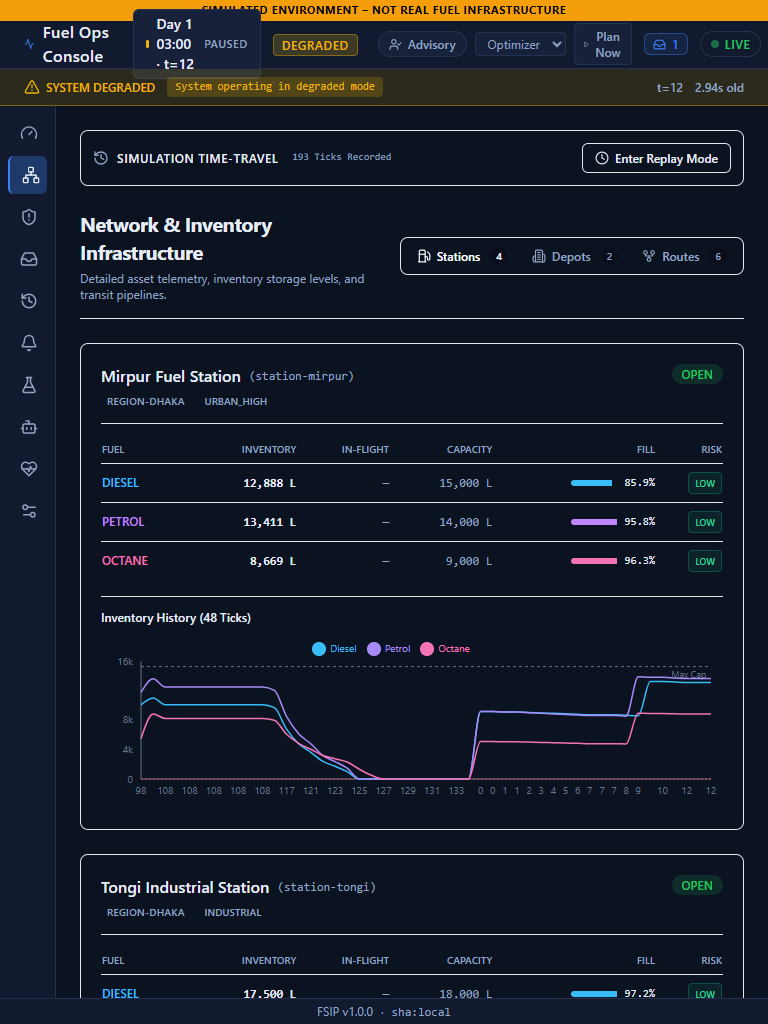 SIMULATED ENVIRONMENT – NOT REAL FUEL INFRASTRUCTURE
Fuel Ops Console
Day 1 03:00 · t=12
PAUSED
DEGRADED
Advisory
Optimizer
Plan Now
1
LIVE
SYSTEM DEGRADED
System operating in degraded mode
t=12 2.94s old
SIMULATION TIME-TRAVEL 193 Ticks Recorded
Enter Replay Mode
Network & Inventory
Infrastructure
Detailed asset telemetry, inventory storage levels, and
transit pipelines.
Stations 4 Depots 2 Routes 6
Mirpur Fuel Station (station-mirpur) OPEN
REGION-DHAKA URBAN_HIGH
FUEL INVENTORY IN-FLIGHT CAPACITY FILL RISK
DIESEL 12,888 L — 15,000 L 85.9% LOW
PETROL 13,411 L — 14,000 L 95.8% LOW
OCTANE 8,669 L — 9,000 L 96.3% LOW
Inventory History (48 Ticks)
Diesel Petrol Octane
16k
Max Cap
8k
4k
0
98 108 108 108 108 108 117 121 123 125 127 129 131 133 0 0 1 1 2 3 4 5 6 7 7 7 8 9 10 12 12
Tongi Industrial Station (station-tongi) OPEN
REGION-DHAKA INDUSTRIAL
FUEL INVENTORY IN-FLIGHT CAPACITY FILL RISK
DIESEL 17,500 L — 18,000 L 97.2% LOW
FSIP v1.0.0 · sha:local